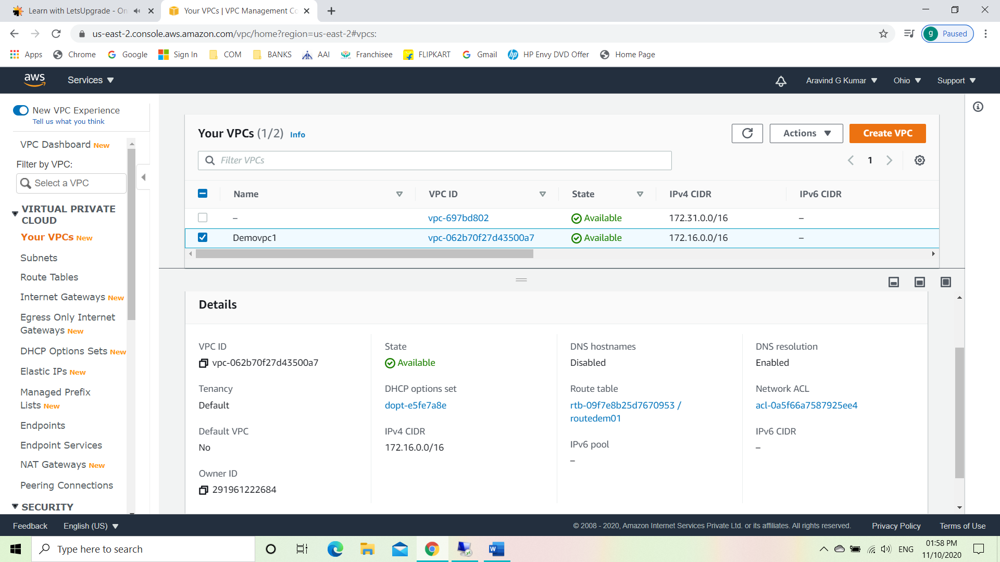 Learn with LetsUpgrade - On
Your VPCs | VPC Management Co
us-east-2.console.aws.amazon.com/vpc/home?region=us-east-2#vpcs:
g Paused
Apps Chrome Google Sign In COM BANKS AAI Franchisee FLIPKART Gmail HP Envy DVD Offer Home Page
aws Services Aravind G Kumar Ohio Support
New VPC Experience
Tell us what you think
VPC Dashboard New
Filter by VPC:
Select a VPC
VIRTUAL PRIVATE
CLOUD
Your VPCs New
Subnets
Route Tables
Internet Gateways New
Egress Only Internet
Gateways New
DHCP Options Sets New
Elastic IPs New
Managed Prefix
Lists New
Endpoints
Endpoint Services
NAT Gateways New
Peering Connections
SECURITY
Your VPCs (1/2) Info
Actions
Create VPC
Filter VPCs
1
Name VPC ID State IPv4 CIDR IPv6 CIDR
– vpc-697bd802 Available 172.31.0.0/16 –
Demovpc1 vpc-062b70f27d43500a7 Available 172.16.0.0/16 –
Details
VPC ID
vpc-062b70f27d43500a7
Tenancy
Default
Default VPC
No
Owner ID
291961222684
State
Available
DHCP options set
dopt-e5fe7a8e
IPv4 CIDR
172.16.0.0/16
DNS hostnames
Disabled
Route table
rtb-09f7e8b25d7670953 /
routedem01
IPv6 pool
–
DNS resolution
Enabled
Network ACL
acl-0a5f66a7587925ee4
IPv6 CIDR
–
Feedback English (US) © 2008 - 2020, Amazon Internet Services Private Ltd. or its affiliates. All rights reserved. Privacy Policy Terms of Use
Type here to search
ENG
01:58 PM
11/10/2020